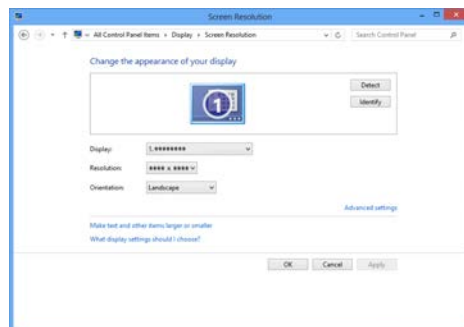 Screen Resolution
All Control Panel Items ▸ Display ▸ Screen Resolution
Search Control Panel
Change the appearance of your display
1
Detect
Identify
Display: 1.########
Resolution: #### x ####
Orientation: Landscape
Advanced settings
Make text and other items larger or smaller
What display settings should I choose?
OK Cancel Apply